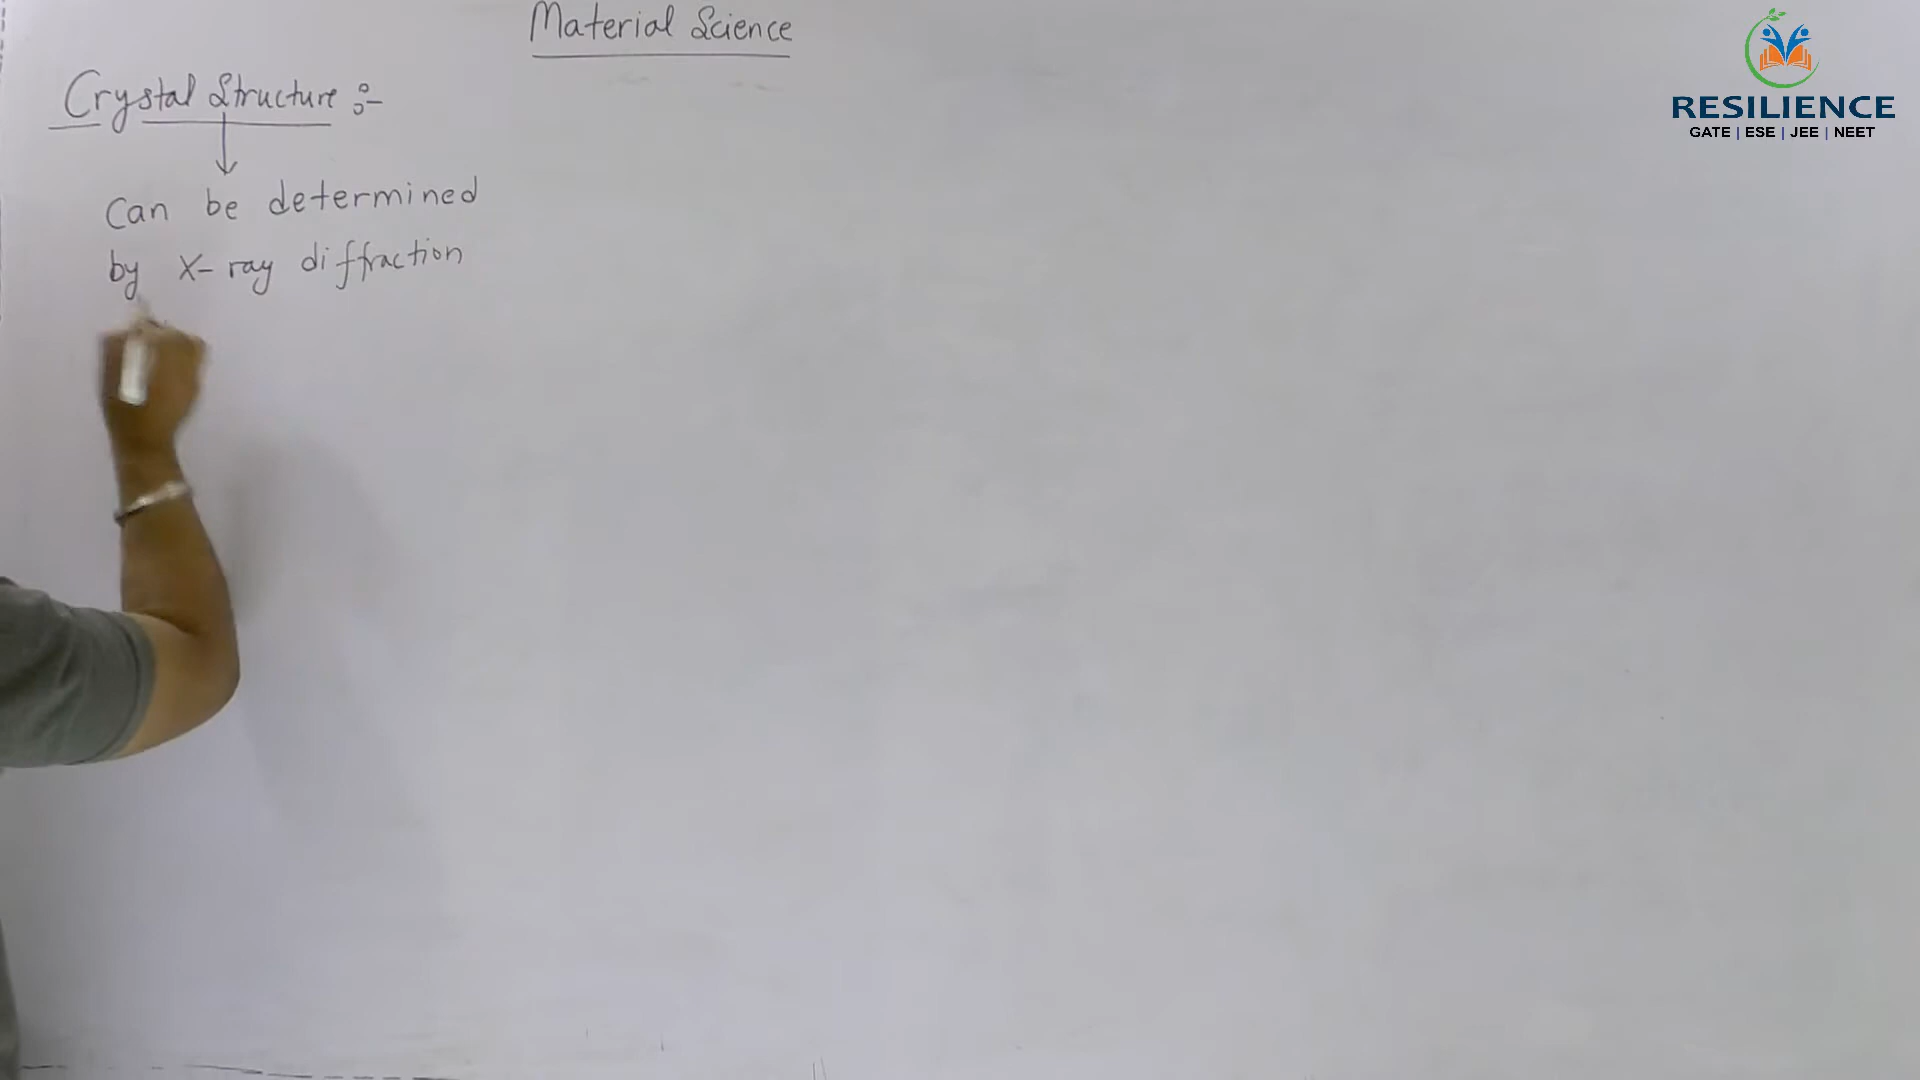 Material Science
Crystal Structure :-
Can be determined
by X-ray diffraction
RESILIENCE
GATE | ESE | JEE | NEET